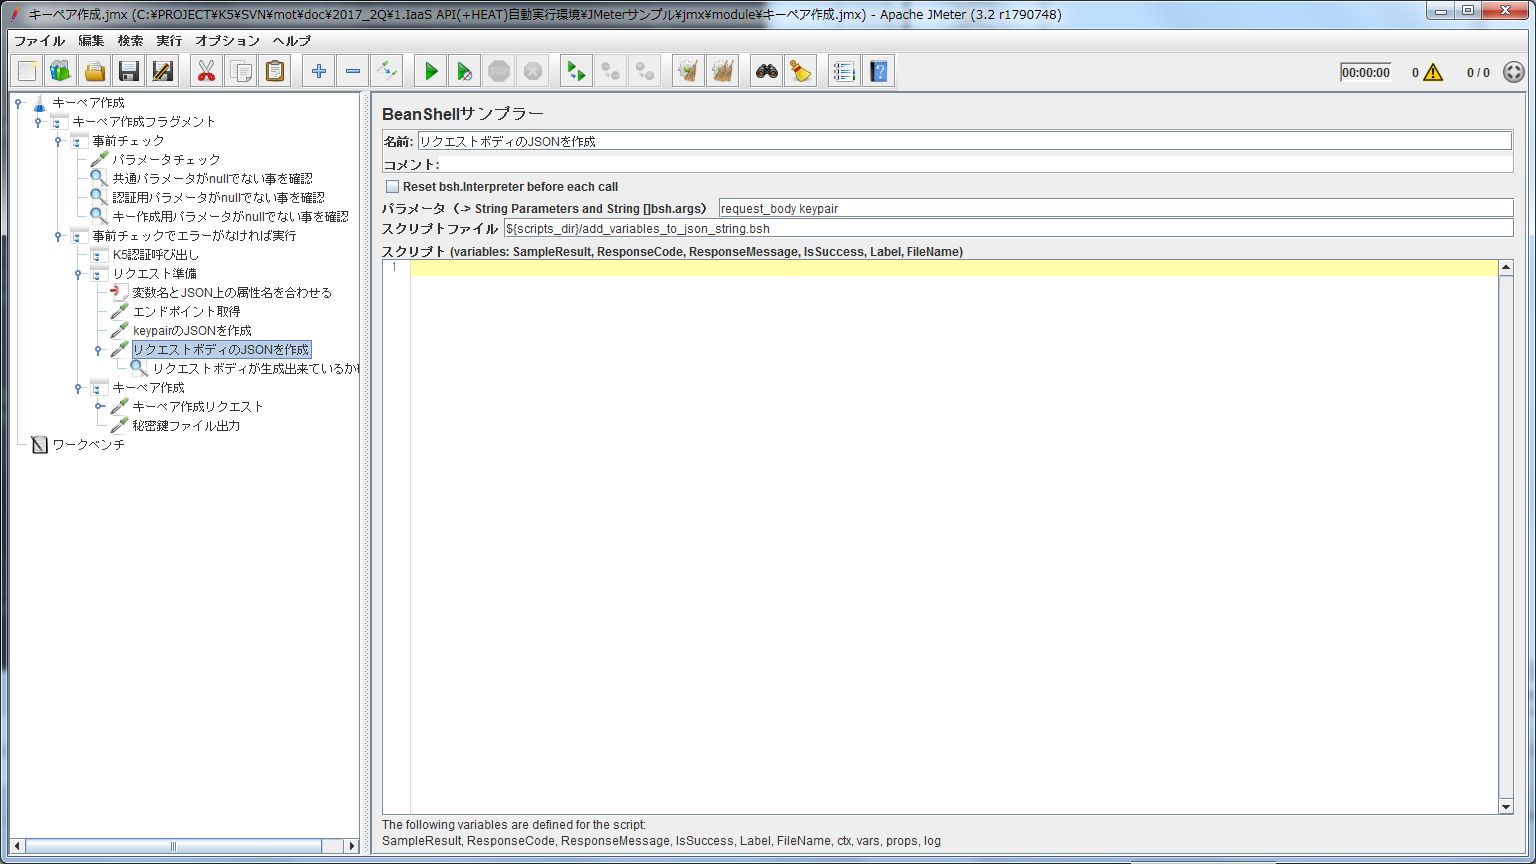 キーペア作成.jmx (C:¥PROJECT¥K5¥SVN¥mot¥doc¥2017_2Q¥1.IaaS API(+HEAT)自動実行環境¥JMeterサンプル¥jmx¥module¥キーペア作成.jmx) - Apache JMeter (3.2 r1790748)
ファイル 編集 検索 実行 オプション ヘルプ
STOP
00:00:00 0 0 / 0
キーペア作成
キーペア作成フラグメント
事前チェック
パラメータチェック
共通パラメータがnullでない事を確認
認証用パラメータがnullでない事を確認
キー作成用パラメータがnullでない事を確認
事前チェックでエラーがなければ実行
K5認証呼び出し
リクエスト準備
変数名とJSON上の属性名を合わせる
エンドポイント取得
keypairのJSONを作成
リクエストボディのJSONを作成
リクエストボディが生成出来ているか
キーペア作成
キーペア作成リクエスト
秘密鍵ファイル出力
ワークベンチ
BeanShellサンプラー
名前: リクエストボディのJSONを作成
コメント:
Reset bsh.Interpreter before each call
パラメータ (-> String Parameters and String []bsh.args) request_body keypair
スクリプトファイル ${scripts_dir}/add_variables_to_json_string.bsh
スクリプト (variables: SampleResult, ResponseCode, ResponseMessage, IsSuccess, Label, FileName)
1
The following variables are defined for the script:
SampleResult, ResponseCode, ResponseMessage, IsSuccess, Label, FileName, ctx, vars, props, log